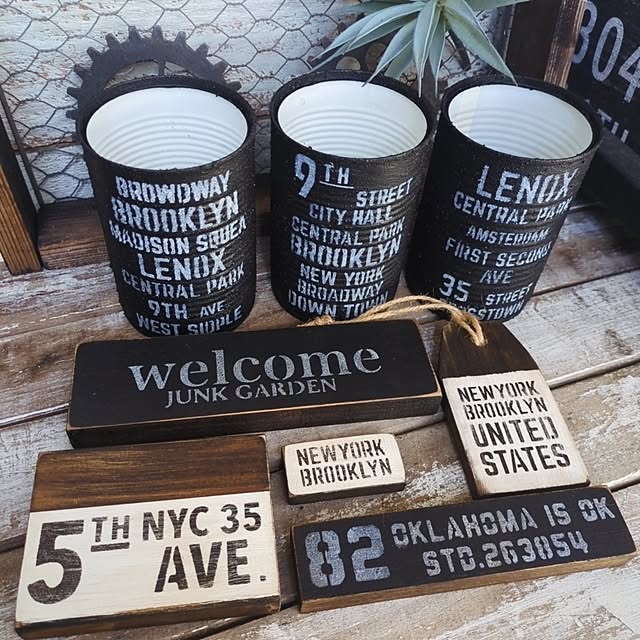 BROWDWAY
BROOKLYN
MADISON SQUEA
LENOX
CENTRAL PARK
9TH AVE
WEST SIDDLE
9TH
STREET
CITY HALL
CENTRAL PARK
BROOKLYN
NEW YORK
BROADWAY
DOWN TOWN
LENOX
CENTRAL PARK
AMSTERDAM
FIRST SECOND
AVE
35 STREET
804
welcome
JUNK GARDEN
NEWYORK
BROOKLYN
UNITED
STATES
NEWYORK
BROOKLYN
5TH NYC 35
AVE.
82 OKLAHOMA IS OK
STD.263854